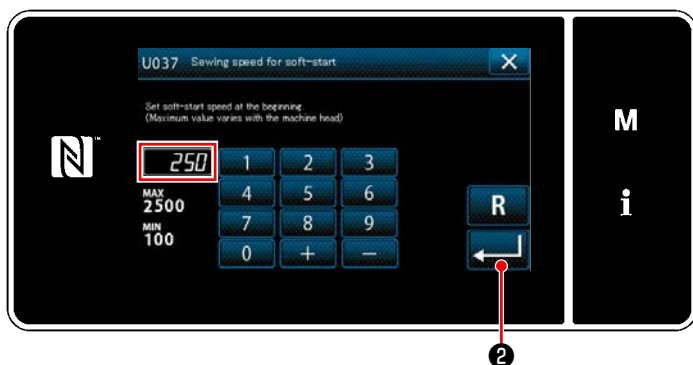 U037 Sewing speed for soft-start
Set soft-start speed at the beginning.
(Maximum value varies with the machine head)
250
1 2 3
MAX
2500
4 5 6
MIN
100
7 8 9
0 + −
R
M
i
N
❷